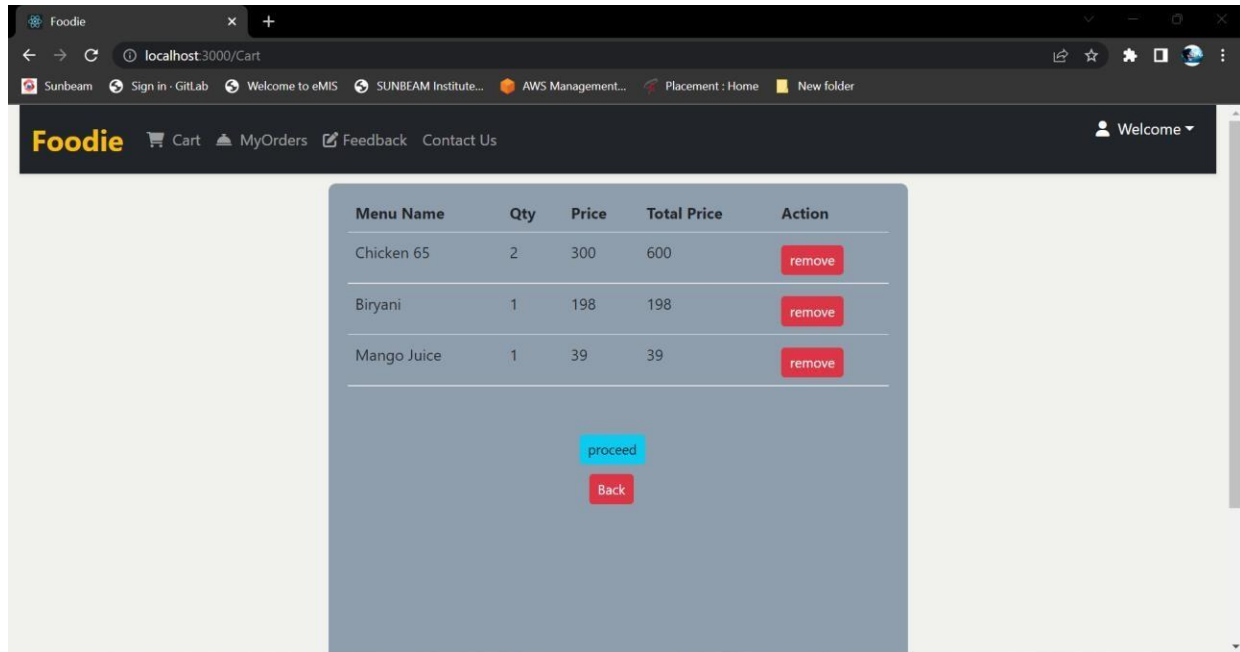 Foodie
localhost:3000/Cart
Sunbeam Sign in · GitLab Welcome to eMIS SUNBEAM Institute... AWS Management... Placement : Home New folder
Foodie Cart MyOrders Feedback Contact Us Welcome
Menu Name Qty Price Total Price Action
Chicken 65 2 300 600 remove
Biryani 1 198 198 remove
Mango Juice 1 39 39 remove
proceed
Back